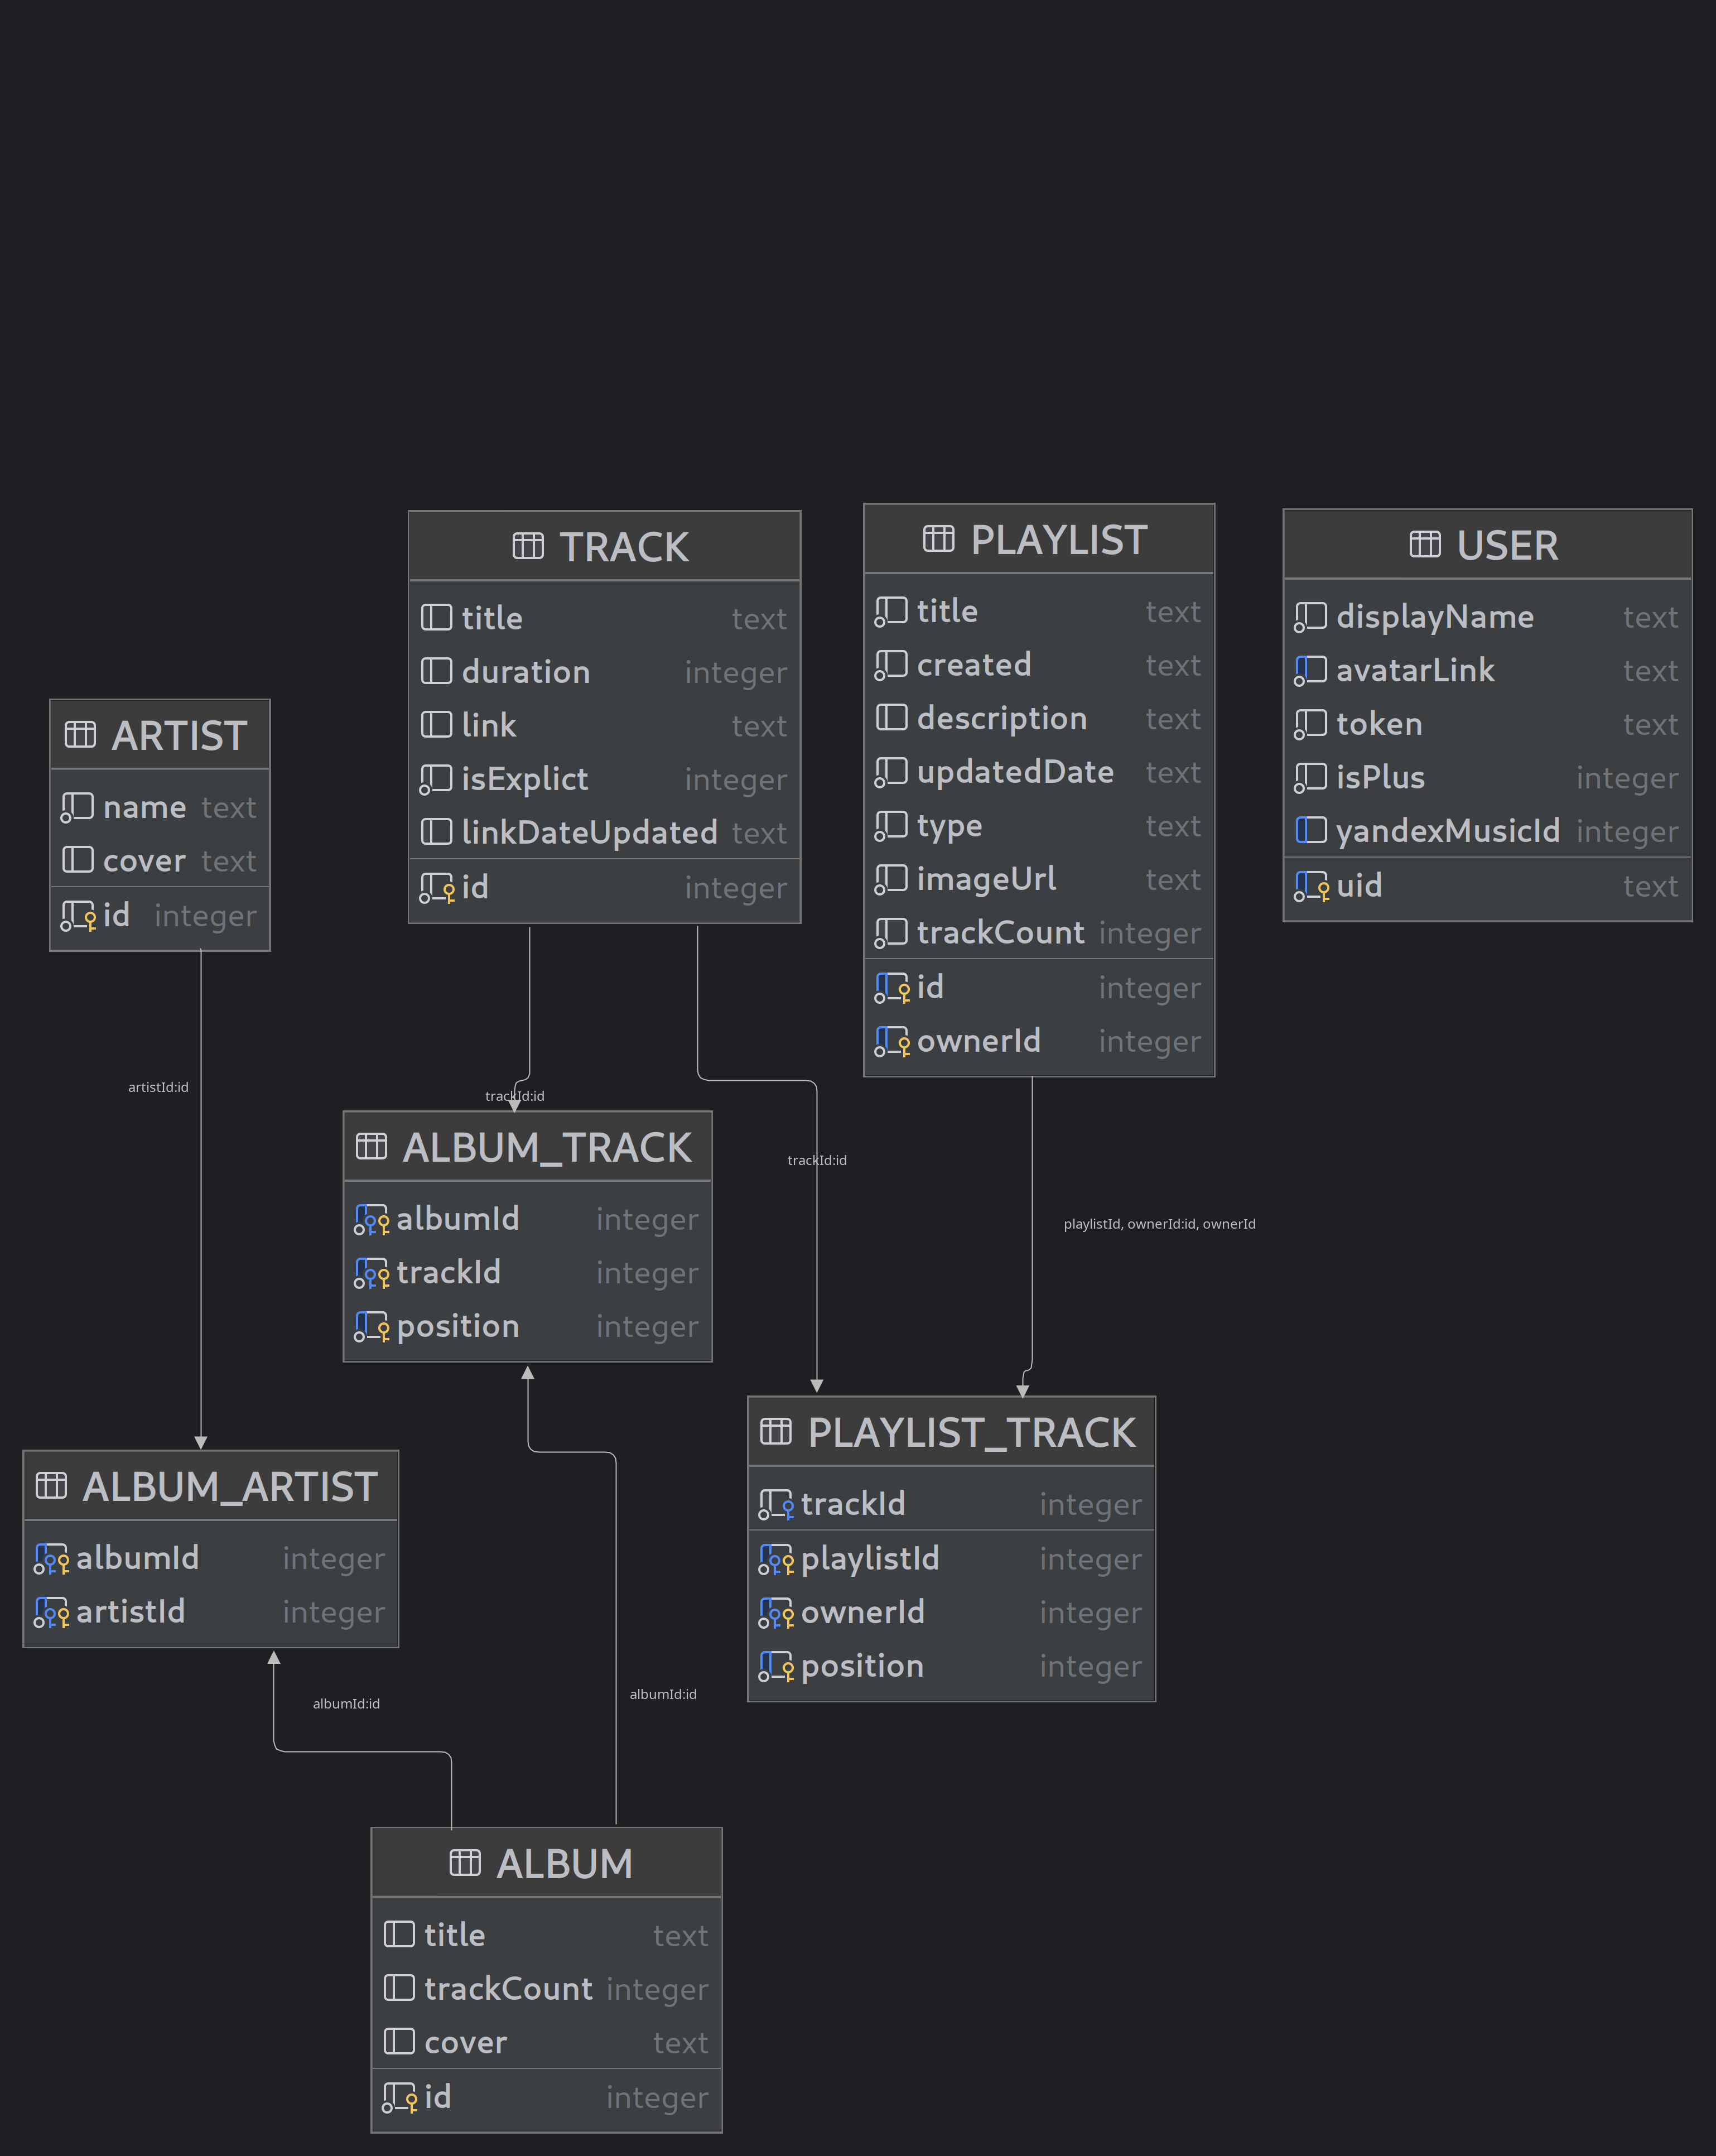 TRACK
title text
duration integer
link text
isExplict integer
linkDateUpdated text
id integer
PLAYLIST
title text
created text
description text
updatedDate text
type text
imageUrl text
trackCount integer
id integer
ownerId integer
USER
displayName text
avatarLink text
token text
isPlus integer
yandexMusicId integer
uid text
ARTIST
name text
cover text
id integer
artistId:id
trackId:id
trackId:id
playlistId, ownerId:id, ownerId
ALBUM_TRACK
albumId integer
trackId integer
position integer
PLAYLIST_TRACK
trackId integer
playlistId integer
ownerId integer
position integer
ALBUM_ARTIST
albumId integer
artistId integer
albumId:id
albumId:id
ALBUM
title text
trackCount integer
cover text
id integer